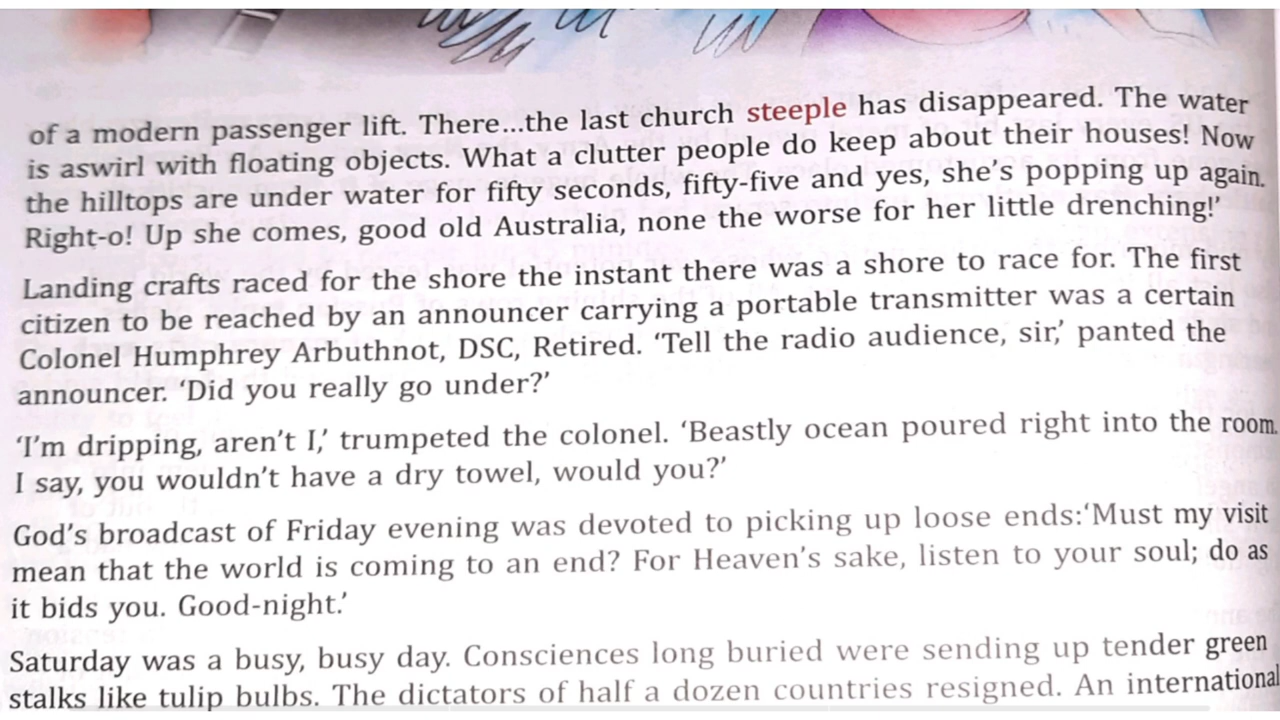 of a modern passenger lift. There...the last church steeple has disappeared. The water
is aswirl with floating objects. What a clutter people do keep about their houses! Now
the hilltops are under water for fifty seconds, fifty-five and yes, she's popping up again.
Right-o! Up she comes, good old Australia, none the worse for her little drenching!'
Landing crafts raced for the shore the instant there was a shore to race for. The first
citizen to be reached by an announcer carrying a portable transmitter was a certain
Colonel Humphrey Arbuthnot, DSC, Retired. 'Tell the radio audience, sir,' panted the
announcer. 'Did you really go under?'
'I'm dripping, aren't I,' trumpeted the colonel. 'Beastly ocean poured right into the room.
I say, you wouldn't have a dry towel, would you?'
God's broadcast of Friday evening was devoted to picking up loose ends:'Must my visit
mean that the world is coming to an end? For Heaven's sake, listen to your soul; do as
it bids you. Good-night.'
Saturday was a busy, busy day. Consciences long buried were sending up tender green
stalks like tulip bulbs. The dictators of half a dozen countries resigned. An international